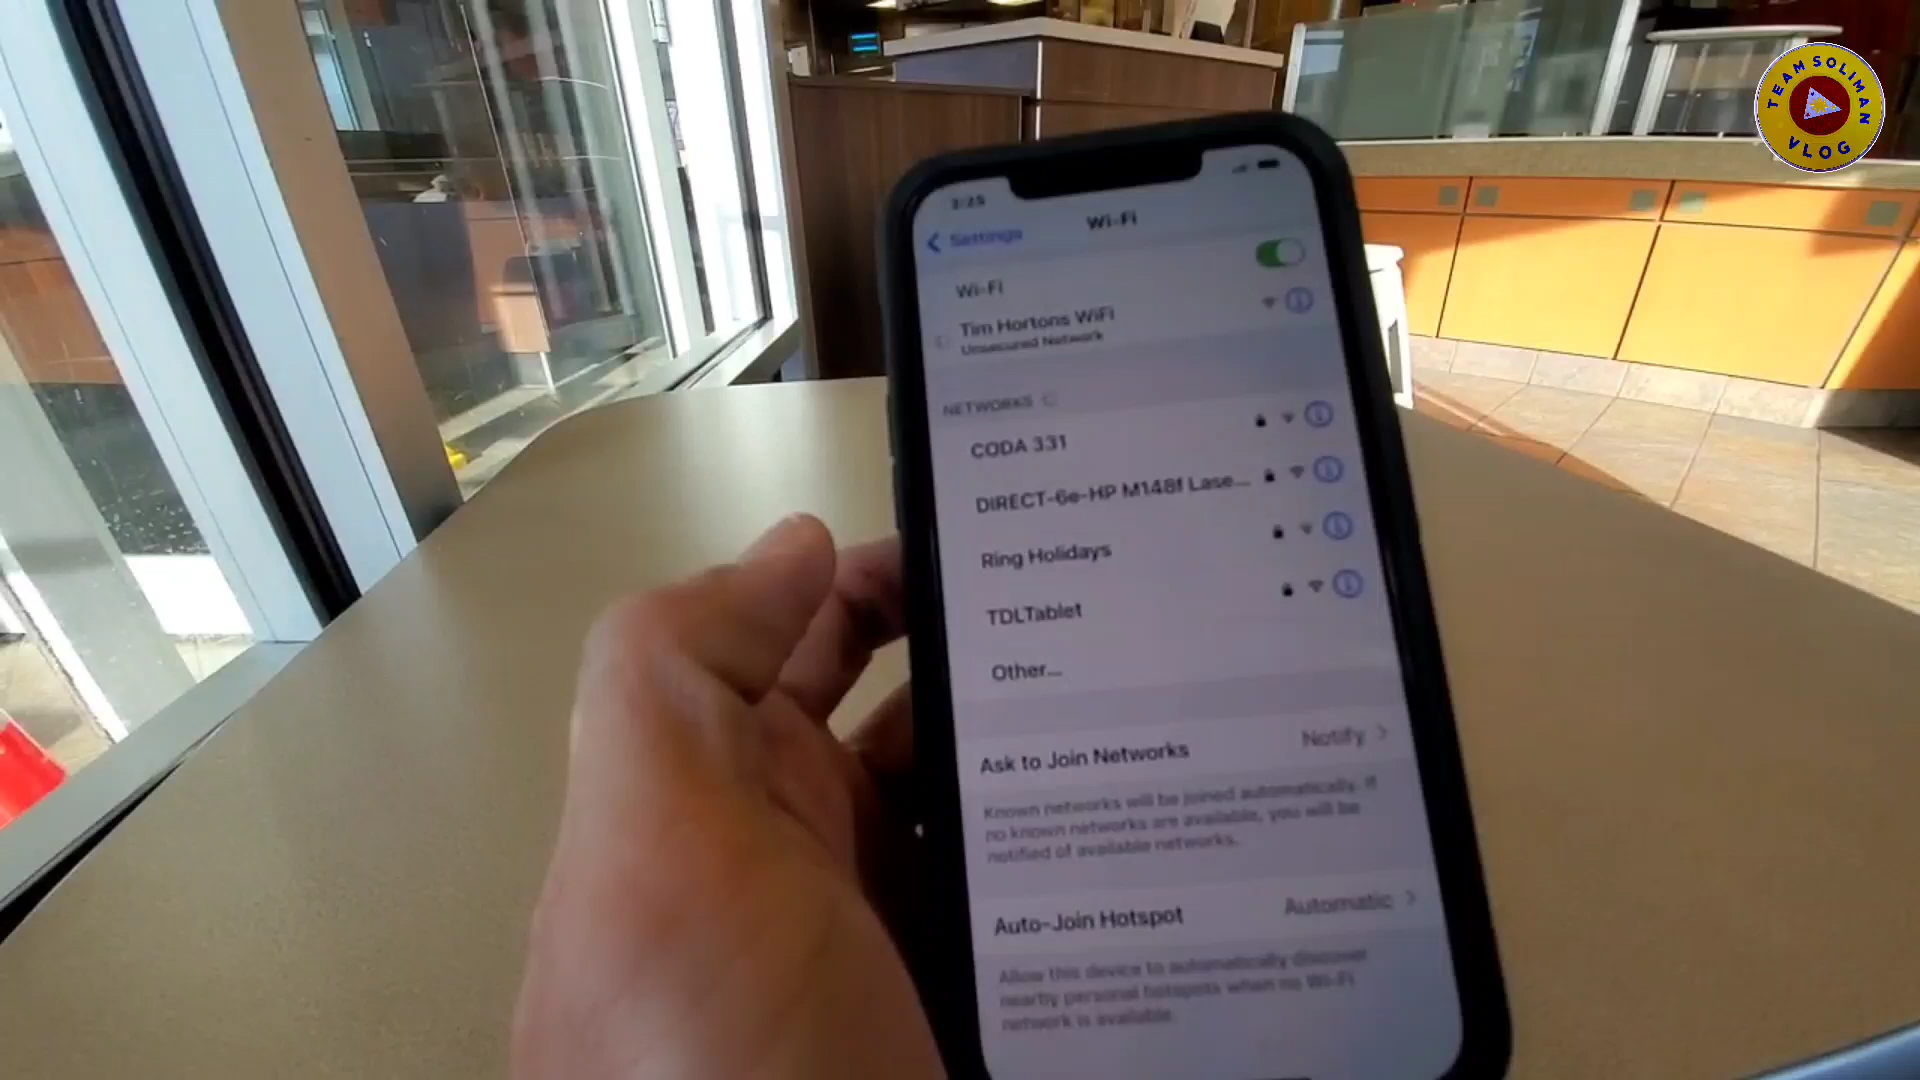 TEAM SOLIMAN
VLOG
3:25
Settings
Wi-Fi
Wi-Fi
Tim Hortons WiFi
Unsecured Network
NETWORKS
CODA 331
DIRECT-6e-HP M148f Lase...
Ring Holidays
TDLTablet
Other...
Ask to Join Networks Notify
Known networks will be joined automatically. If
no known networks are available, you will be
notified of available networks.
Auto-Join Hotspot Automatic
Allow this device to automatically discover
nearby personal hotspots when no Wi-Fi
network is available.